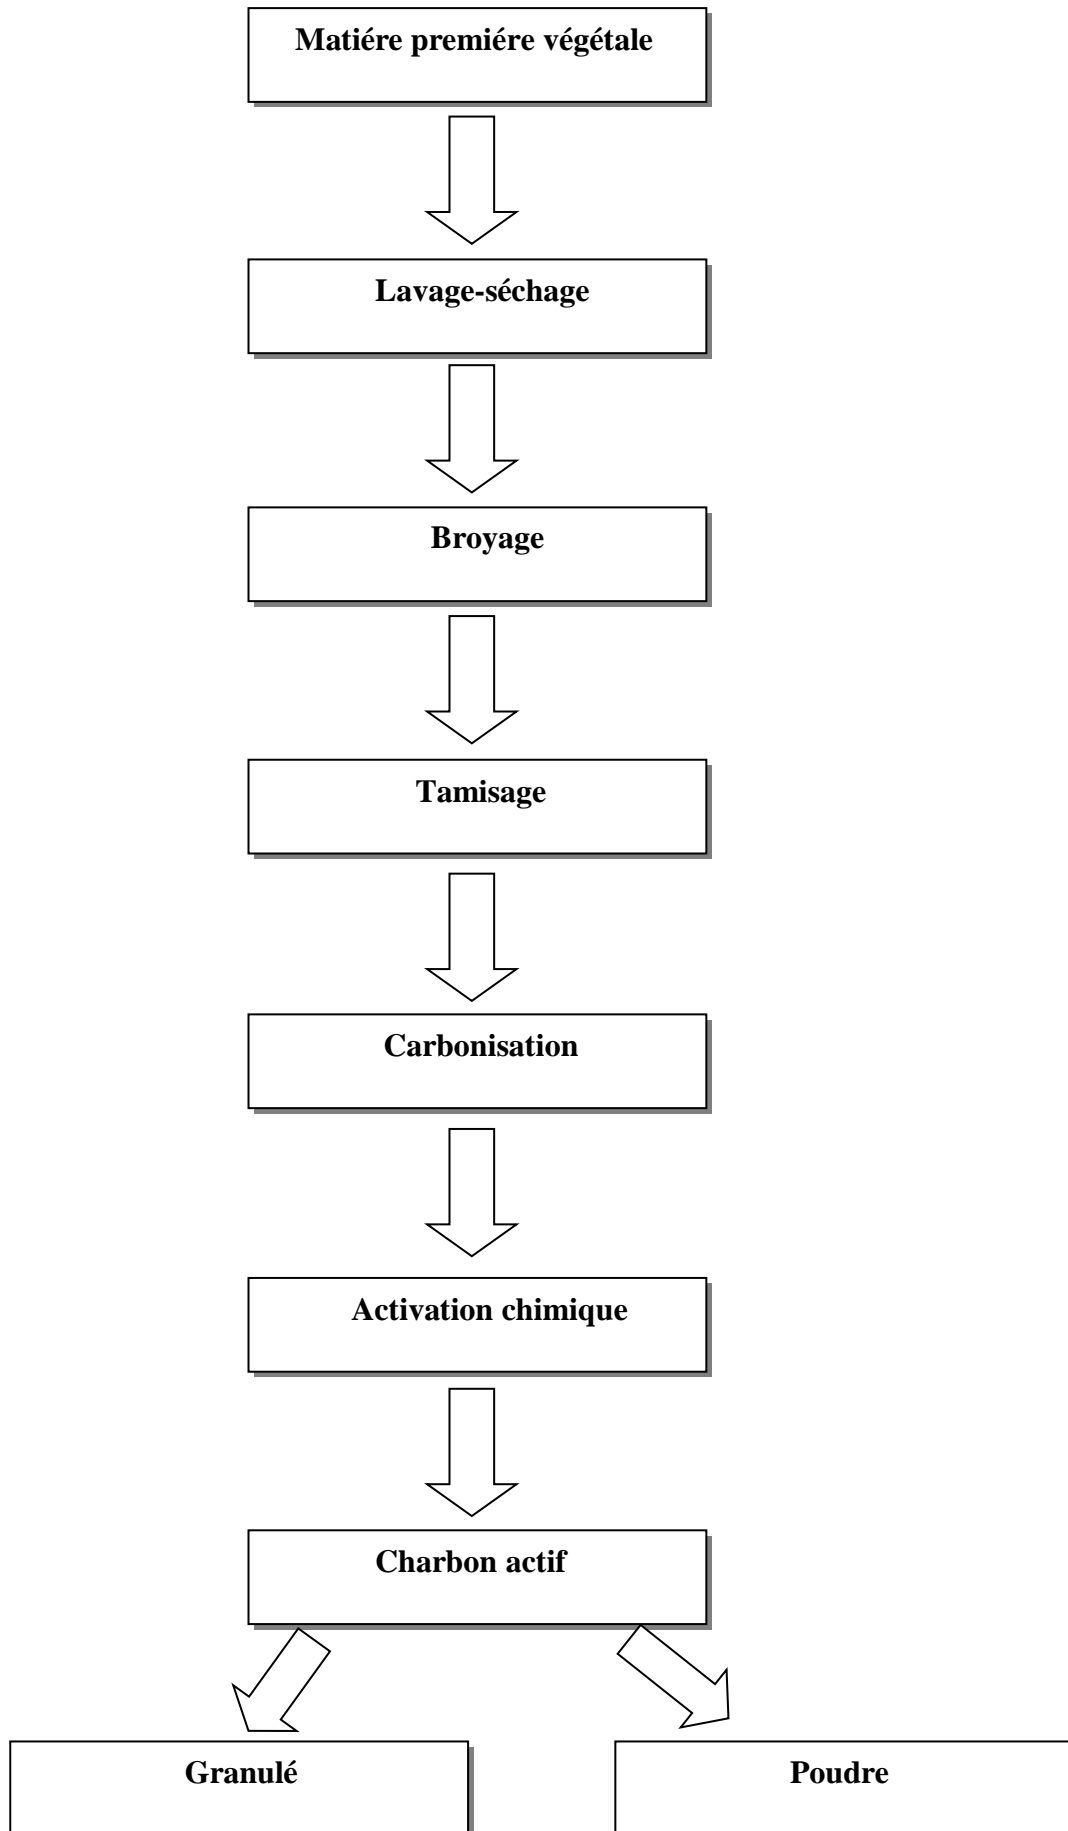 Matiére premiére végétale
Lavage-séchage
Broyage
Tamisage
Carbonisation
Activation chimique
Charbon actif
Granulé
Poudre